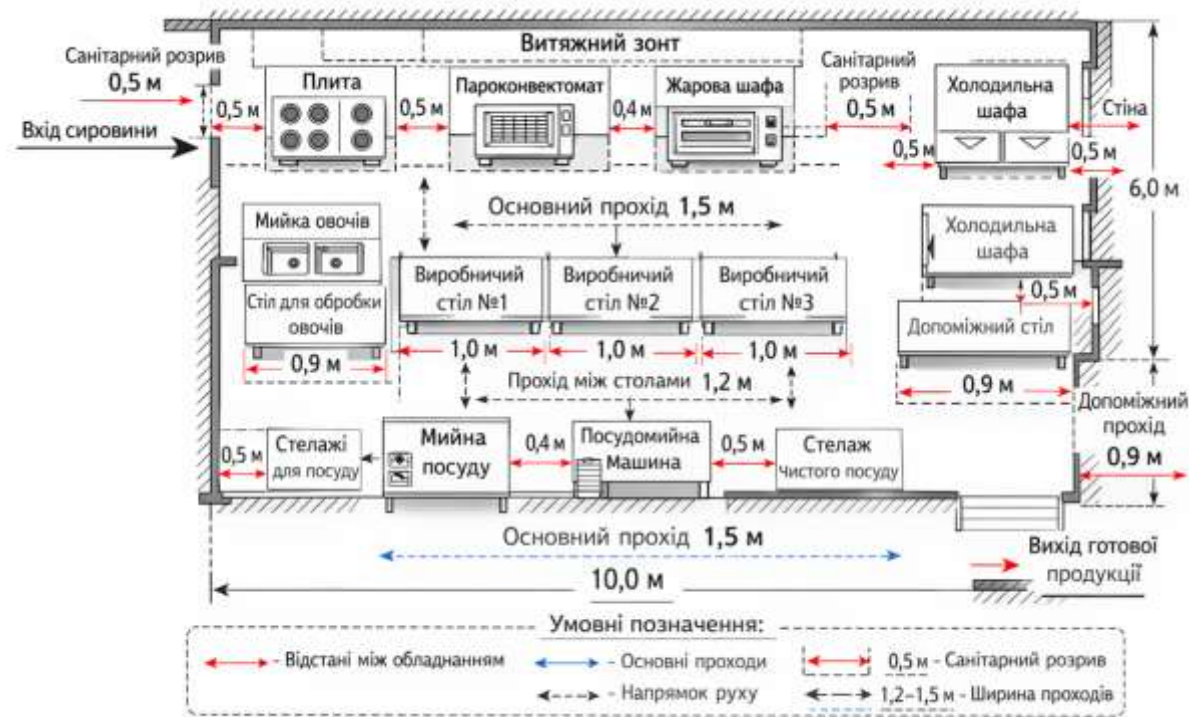 Витяжний зонт
Санітарний розрив
0,5 м
Вхід сировини
Плита
0,5 м
0,5 м
Пароконвектомат
0,4 м
Жарова шафа
Санітарний
розрив
0,5 м
0,5 м
Холодильна
шафа
Стіна
0,5 м
6,0 м
Основний прохід 1,5 м
Мийка овочів
Стіл для обробки
овочів
0,9 м
Виробничий
стіл №1
Виробничий
стіл №2
Виробничий
стіл №3
1,0 м
1,0 м
1,0 м
Холодильна
шафа
0,5 м
Допоміжний стіл
0,9 м
Прохід між столами 1,2 м
Допоміжний
прохід
0,9 м
0,5 м
Стелажі
для посуду
Мийна
посуду
0,4 м
Посудомийна
Машина
0,5 м
Стелаж
Чистого посуду
Основний прохід 1,5 м
10,0 м
Вихід готової
продукції
Умовні позначення:
- Відстані між обладнанням
- Основні проходи
0,5 м - Санітарний розрив
- Напрямок руху
1,2–1,5 м - Ширина проходів